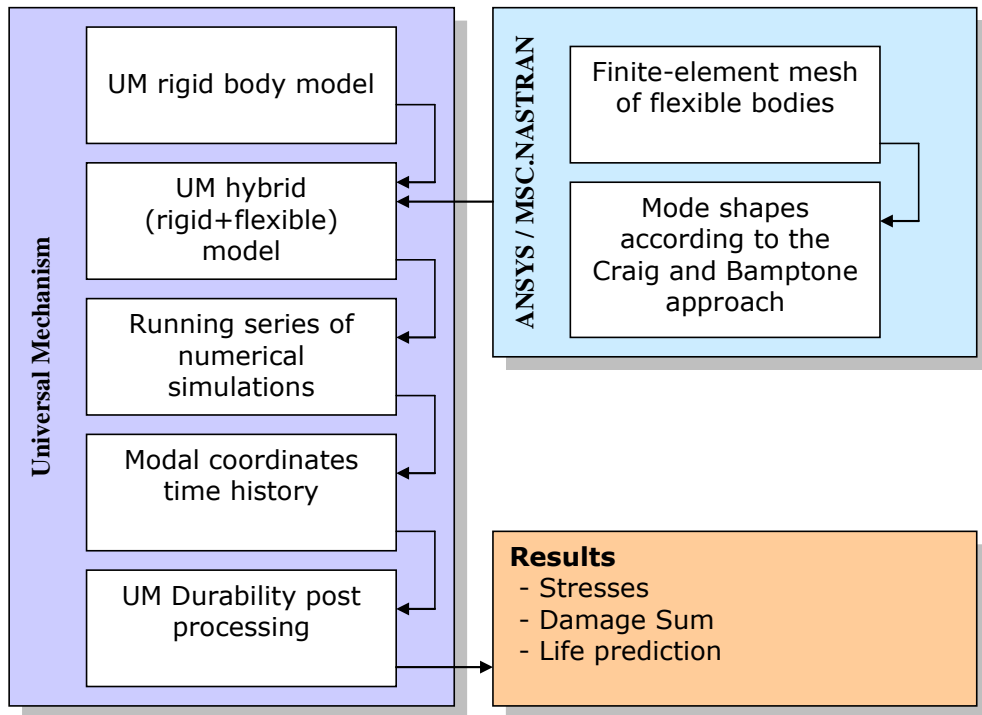 Universal Mechanism
UM rigid body model
UM hybrid
(rigid+flexible)
model
Running series of
numerical
simulations
Modal coordinates
time history
UM Durability post
processing
ANSYS / MSC.NASTRAN
Finite-element mesh
of flexible bodies
Mode shapes
according to the
Craig and Bamptone
approach
Results
- Stresses
- Damage Sum
- Life prediction